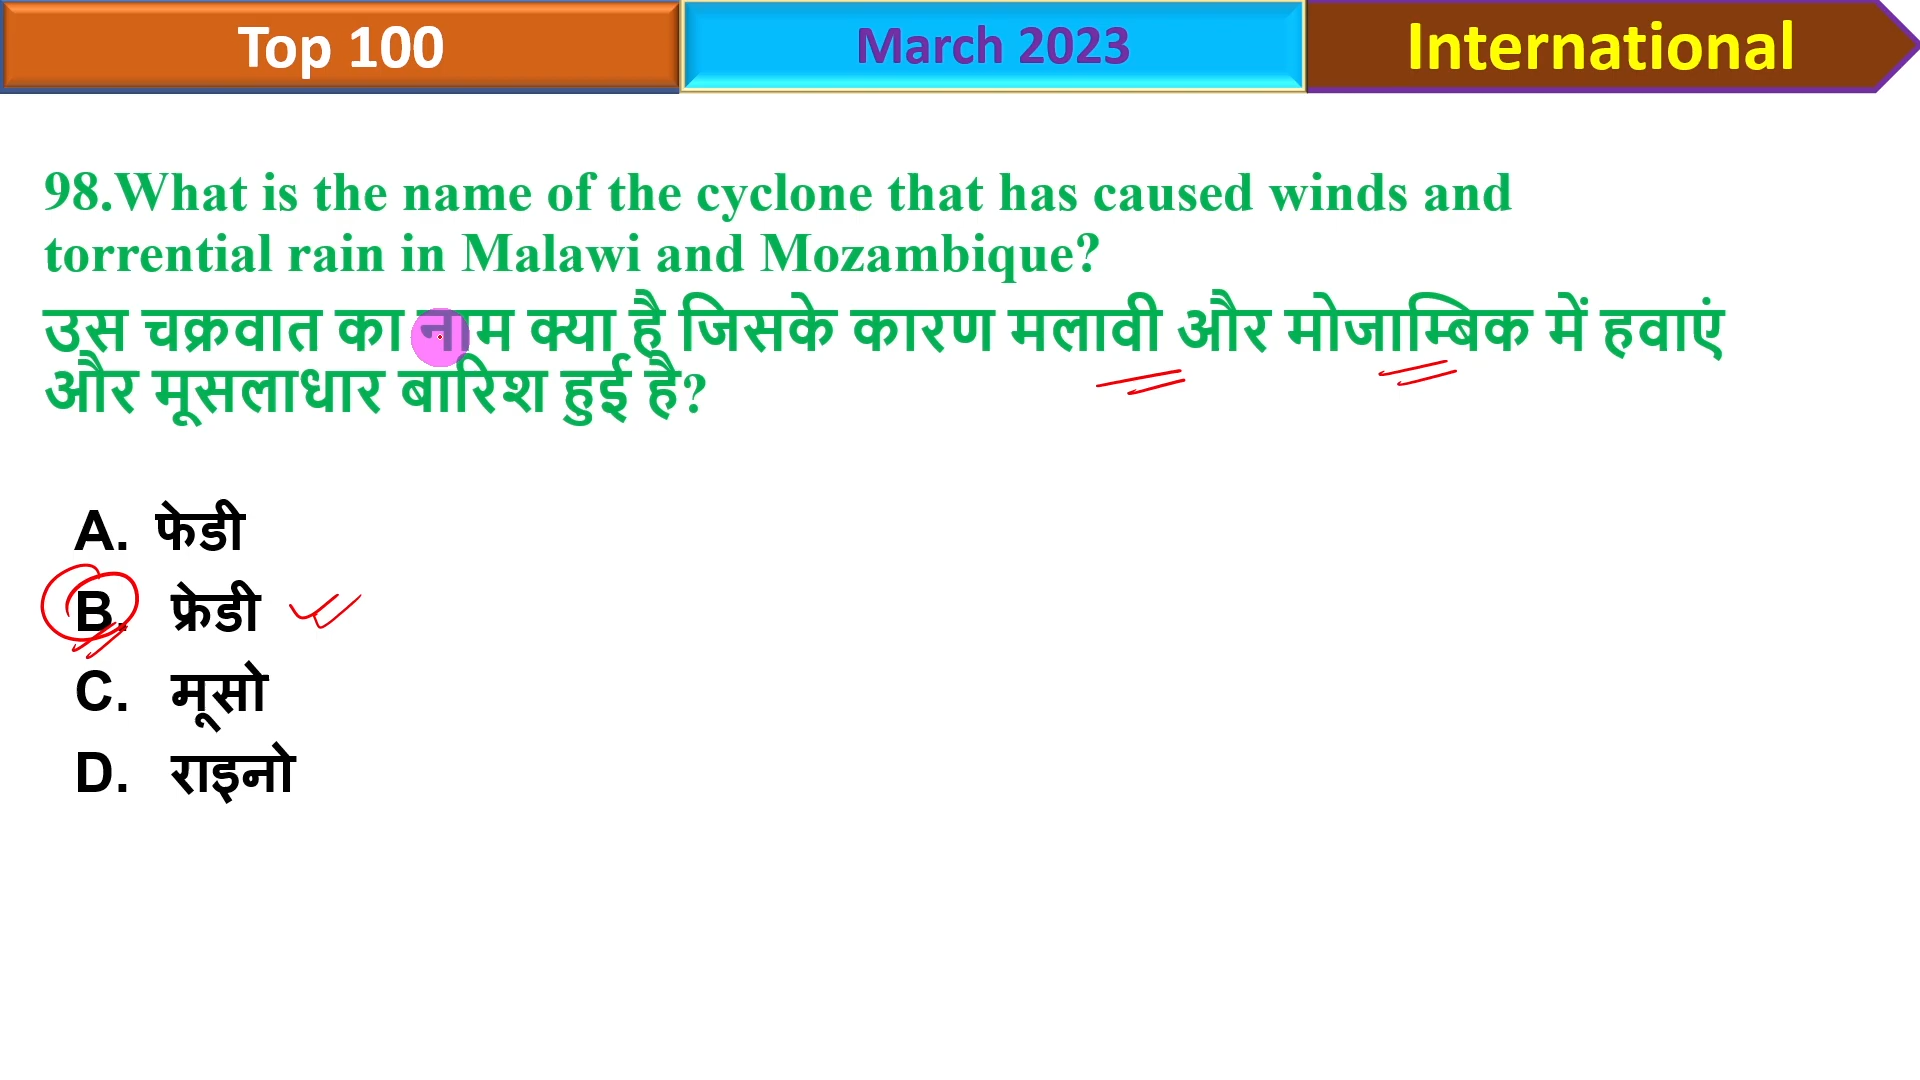 Top 100
March 2023
International
98.What is the name of the cyclone that has caused winds and
torrential rain in Malawi and Mozambique?
उस चक्रवात का नाम क्या है जिसके कारण मलावी और मोजाम्बिक में हवाएं
और मूसलाधार बारिश हुई है?
A. फेडी
B. फ्रेडी
C. मूसो
D. राइनो